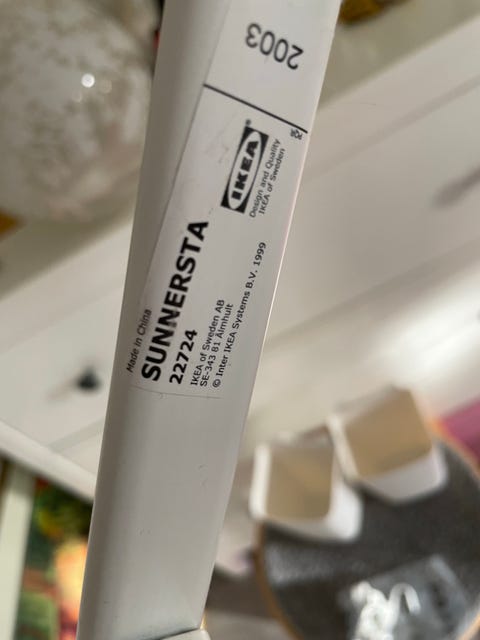 2003
IKEA®
Design and Quality
IKEA of Sweden
Made in China
SUNNERSTA
22724
IKEA of Sweden AB
SE-343 81 Älmhult
© Inter IKEA Systems B.V. 1999